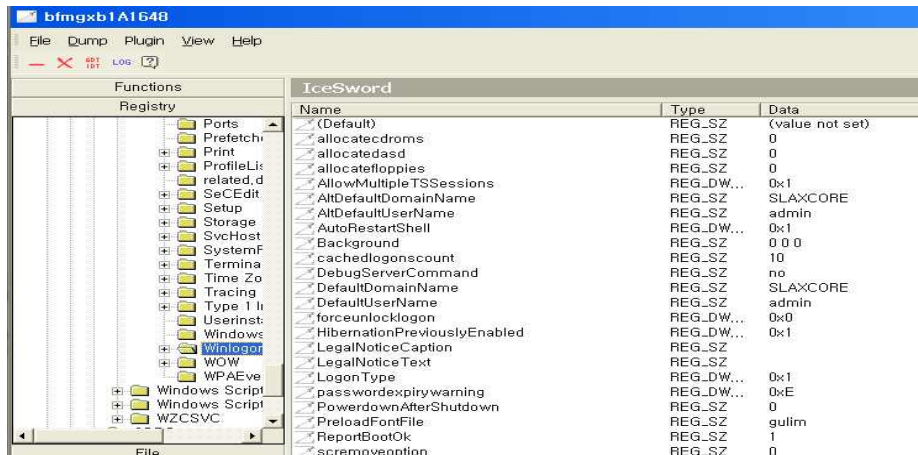 bfmgxb1A1648
File Dump Plugin View Help
GDT IDT LOG
Functions
Registry
Ports
Prefetche
Print
ProfileLis
related,d
SeCEdit
Setup
Storage
SvcHost
SystemF
Termina
Time Zo
Tracing
Type 1 I
Userinst
Windows
Winlogon
WOW
WPAEve
Windows Script
Windows Script
WZCSVC
File
IceSword
Name Type Data
(Default) REG_SZ (value not set)
allocatecdroms REG_SZ 0
allocatedasd REG_SZ 0
allocatefloppies REG_SZ 0
AllowMultipleTSSessions REG_DW... 0x1
AltDefaultDomainName REG_SZ SLAXCORE
AltDefaultUserName REG_SZ admin
AutoRestartShell REG_DW... 0x1
Background REG_SZ 0 0 0
cachedlogonscount REG_SZ 10
DebugServerCommand REG_SZ no
DefaultDomainName REG_SZ SLAXCORE
DefaultUserName REG_SZ admin
forceunlocklogon REG_DW... 0x0
HibernationPreviouslyEnabled REG_DW... 0x1
LegalNoticeCaption REG_SZ
LegalNoticeText REG_SZ
LogonType REG_DW... 0x1
passwordexpirywarning REG_DW... 0xE
PowerdownAfterShutdown REG_SZ 0
PreloadFontFile REG_SZ gulim
ReportBootOk REG_SZ 1
scremoveoption REG_SZ 0